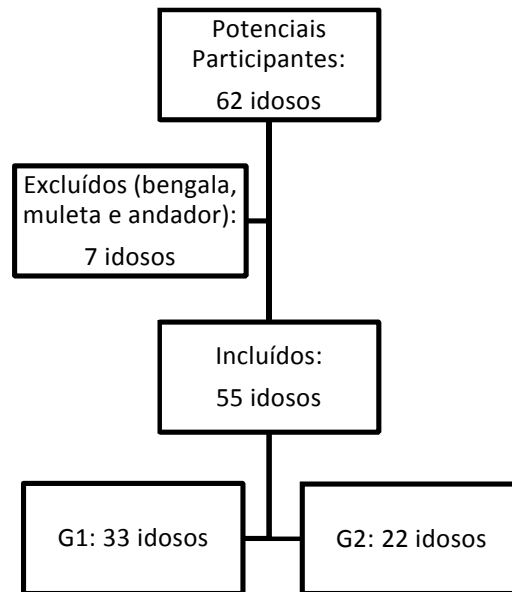 Potenciais
Participantes:
62 idosos
Excluídos (bengala,
muleta e andador):
7 idosos
Incluídos:
55 idosos
G1: 33 idosos
G2: 22 idosos